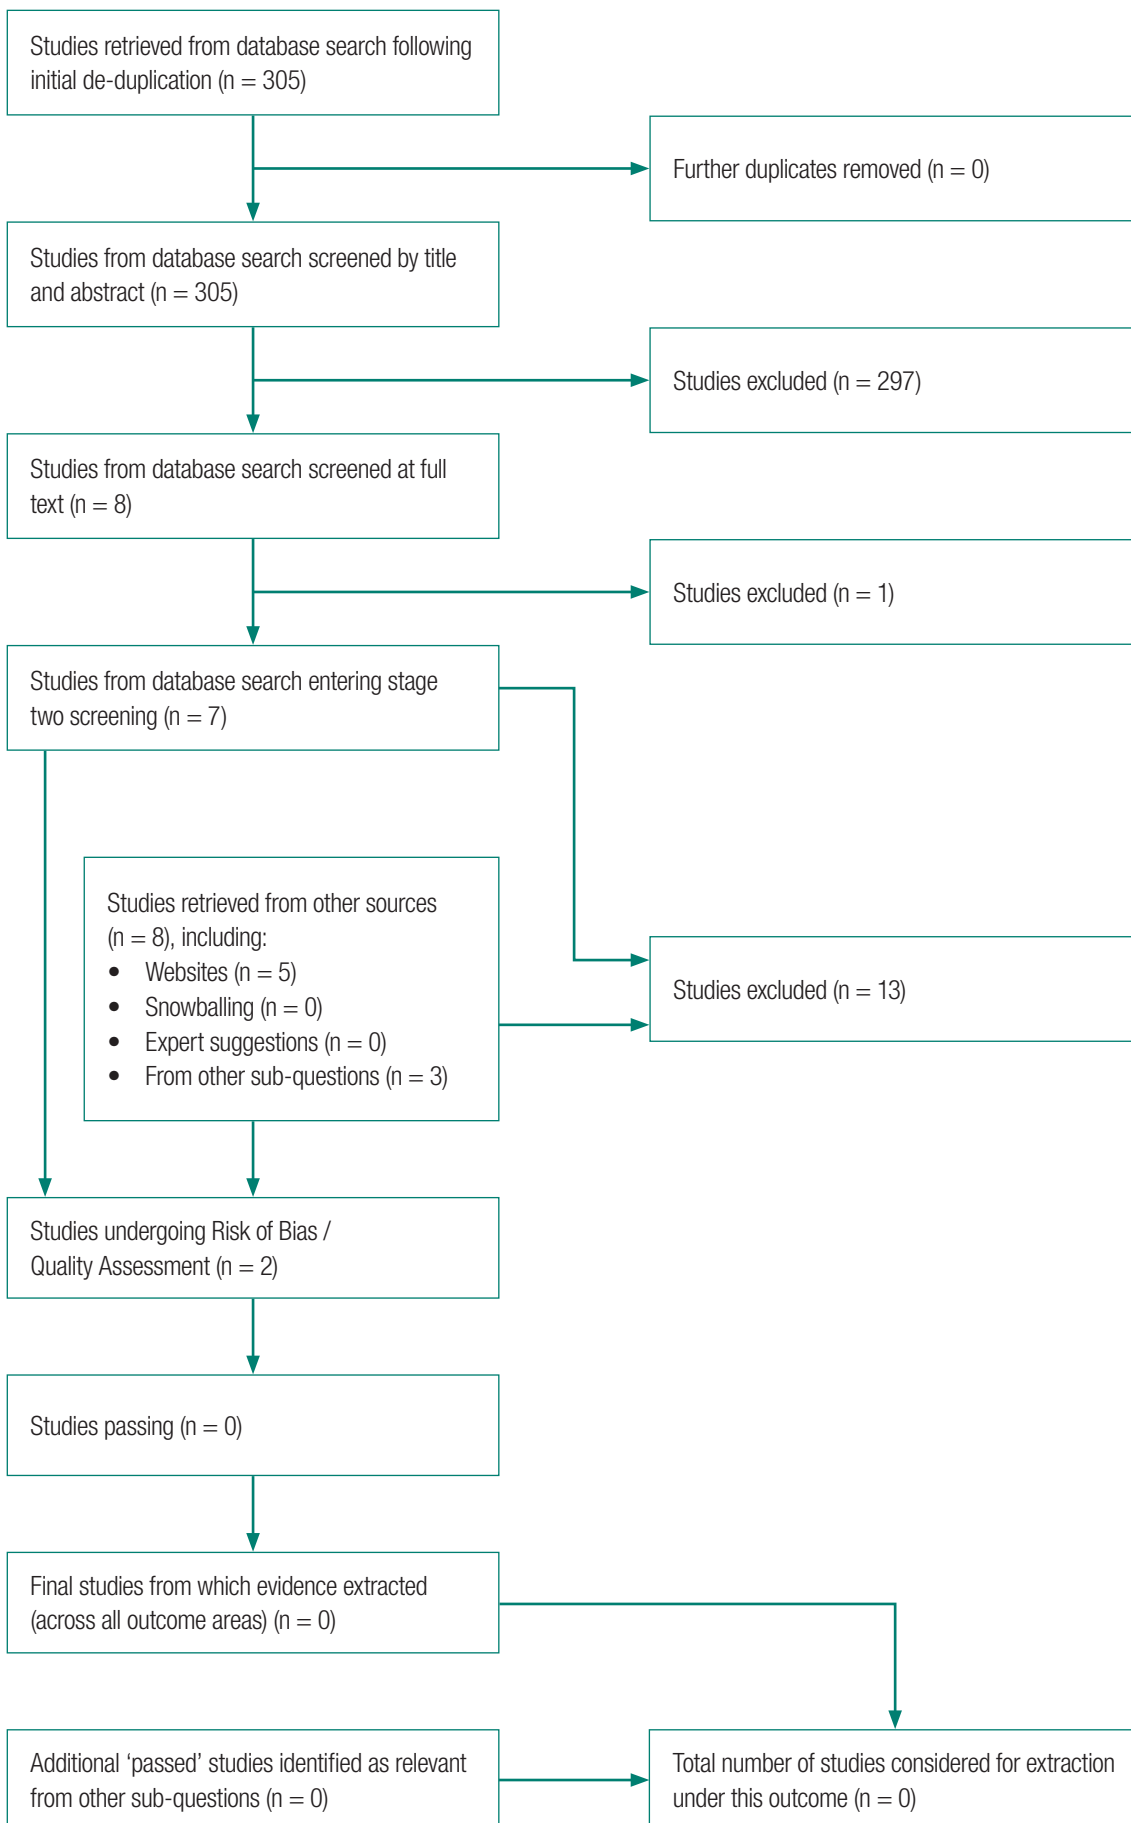 Studies retrieved from database search following
initial de-duplication (n = 305)
Further duplicates removed (n = 0)
Studies from database search screened by title
and abstract (n = 305)
Studies excluded (n = 297)
Studies from database search screened at full
text (n = 8)
Studies excluded (n = 1)
Studies from database search entering stage
two screening (n = 7)
Studies retrieved from other sources
(n = 8), including:
• Websites (n = 5)
• Snowballing (n = 0)
• Expert suggestions (n = 0)
• From other sub-questions (n = 3)
Studies excluded (n = 13)
Studies undergoing Risk of Bias /
Quality Assessment (n = 2)
Studies passing (n = 0)
Final studies from which evidence extracted
(across all outcome areas) (n = 0)
Additional ‘passed’ studies identified as relevant
from other sub-questions (n = 0)
Total number of studies considered for extraction
under this outcome (n = 0)